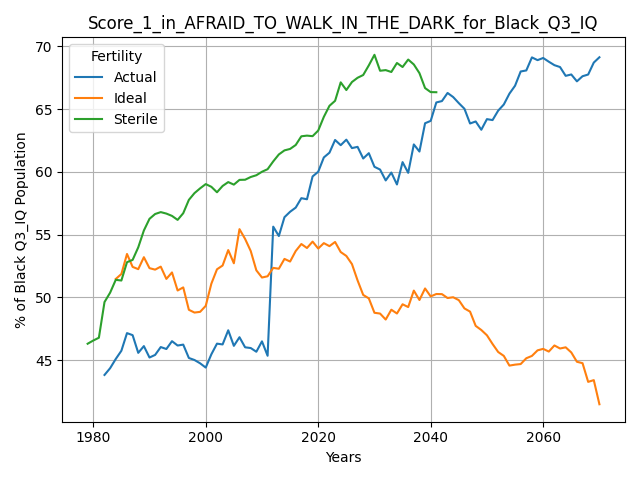 Score_1_in_AFRAID_TO_WALK_IN_THE_DARK_for_Black_Q3_IQ
Fertility
Actual
Ideal
Sterile
% of Black Q3_IQ Population
70
65
60
55
50
45
1980
2000
2020
2040
2060
Years